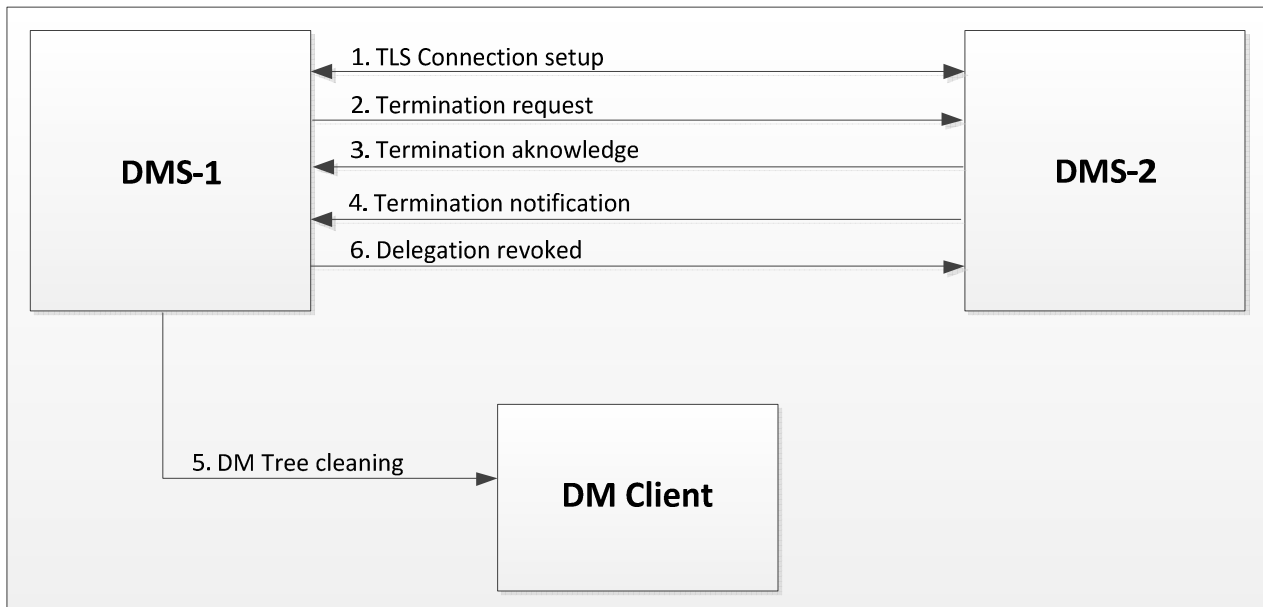 1. TLS Connection setup
2. Termination request
3. Termination aknowledge
4. Termination notification
6. Delegation revoked
DMS-1
DMS-2
5. DM Tree cleaning
DM Client